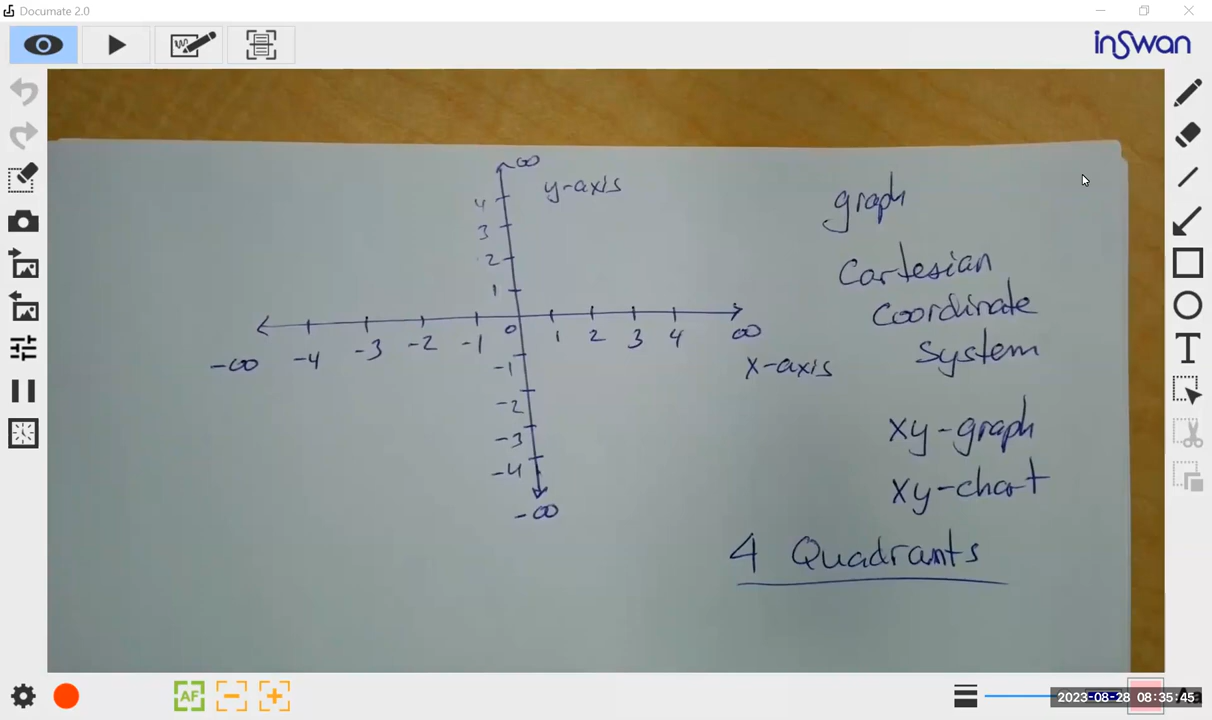 Documate 2.0
inSwan
∞
y-axis
4
3
2
1
0
1 2 3 4 ∞
-∞ -4 -3 -2 -1
x-axis
-1
-2
-3
-4
-∞
graph
Cartesian
Coordinate
System
xy-graph
xy-chart
4 Quadrants
AF
T
2023-08-28 08:35:45